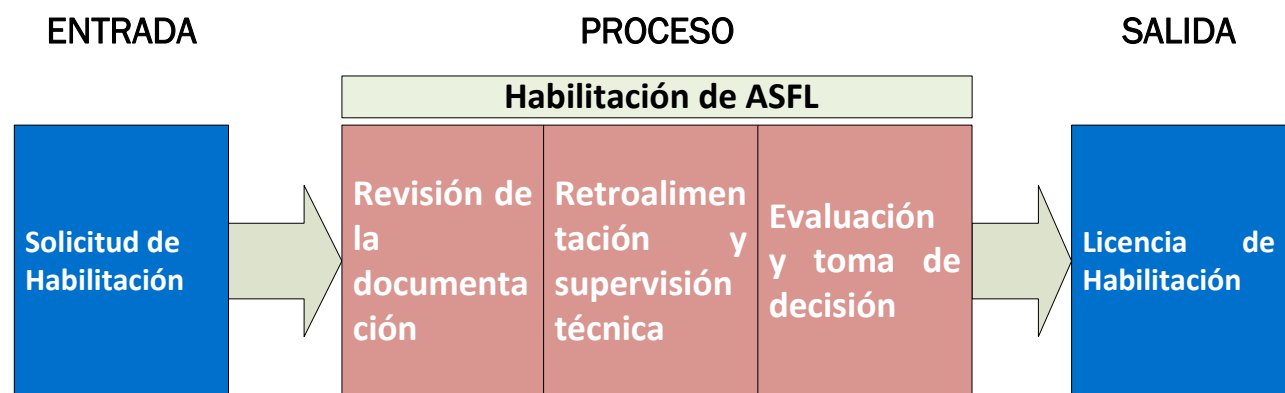 ENTRADA
PROCESO
SALIDA
Habilitación de ASFL
Solicitud de
Habilitación
Revisión de
la
documenta
ción
Retroalimen
tación y
supervisión
técnica
Evaluación
y toma de
decisión
Licencia de
Habilitación